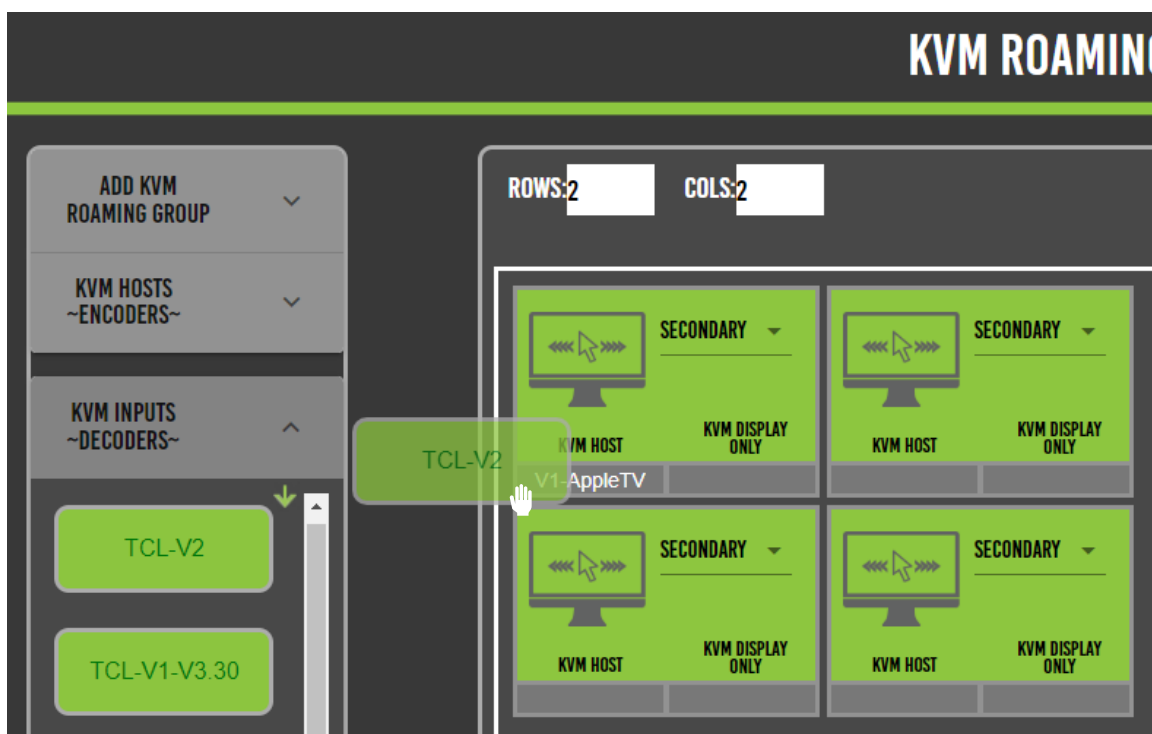 KVM ROAMING
ADD KVM
ROAMING GROUP
KVM HOSTS
~ENCODERS~
KVM INPUTS
~DECODERS~
TCL-V2
TCL-V1-V3.30
TCL-V2
ROWS:2
COLS:2
SECONDARY
KVM HOST
KVM DISPLAY
ONLY
V1-AppleTV
SECONDARY
KVM HOST
KVM DISPLAY
ONLY
SECONDARY
KVM HOST
KVM DISPLAY
ONLY
SECONDARY
KVM HOST
KVM DISPLAY
ONLY